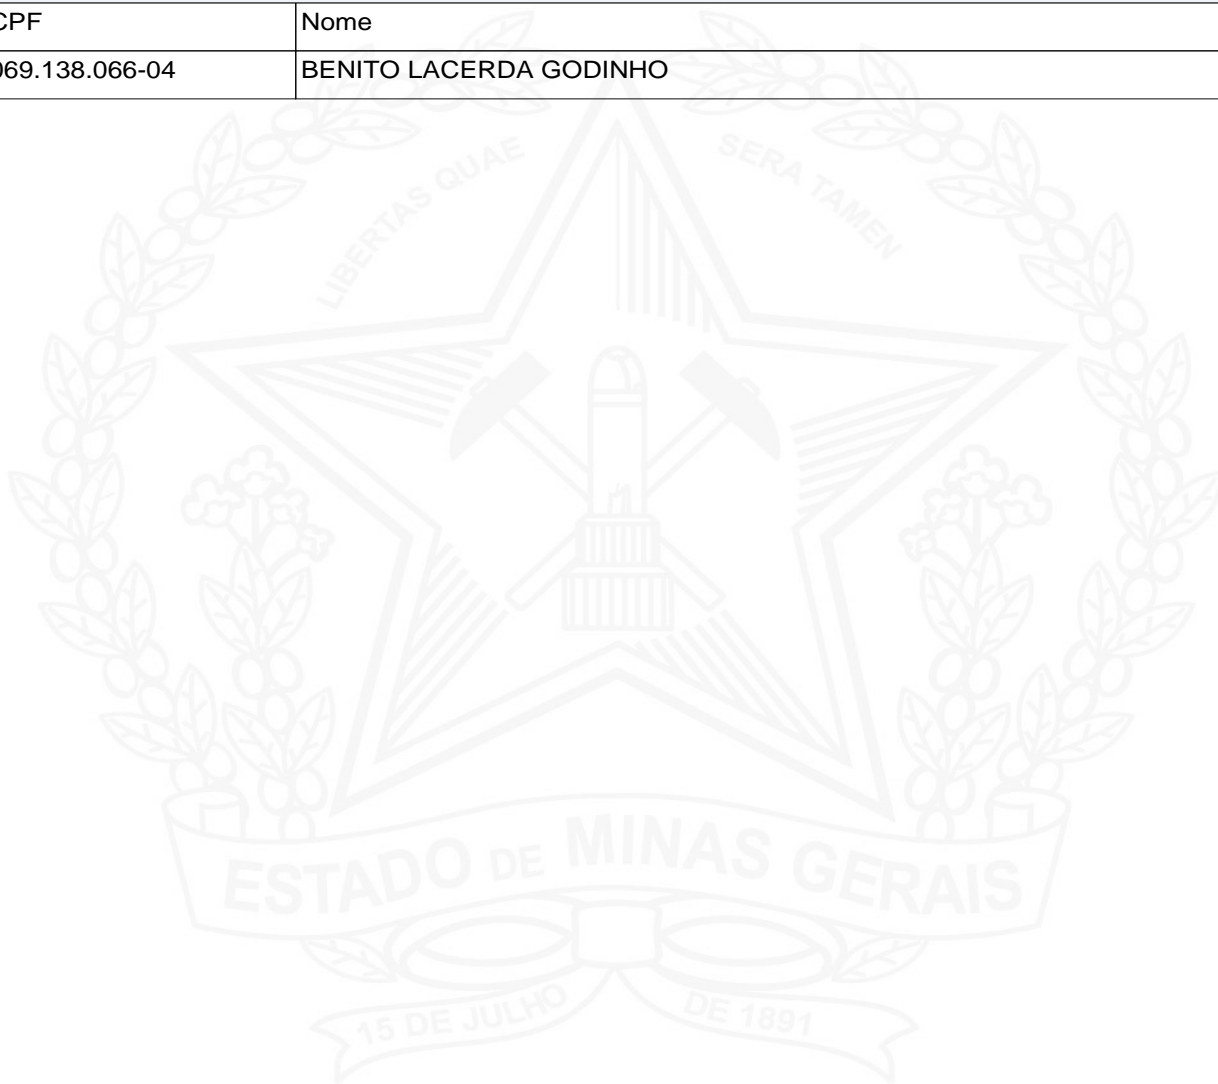 CPF Nome
069.138.066-04 BENITO LACERDA GODINHO
LIBERTAS QUAE SERA TAMEN
ESTADO DE MINAS GERAIS
15 DE JULHO DE 1891